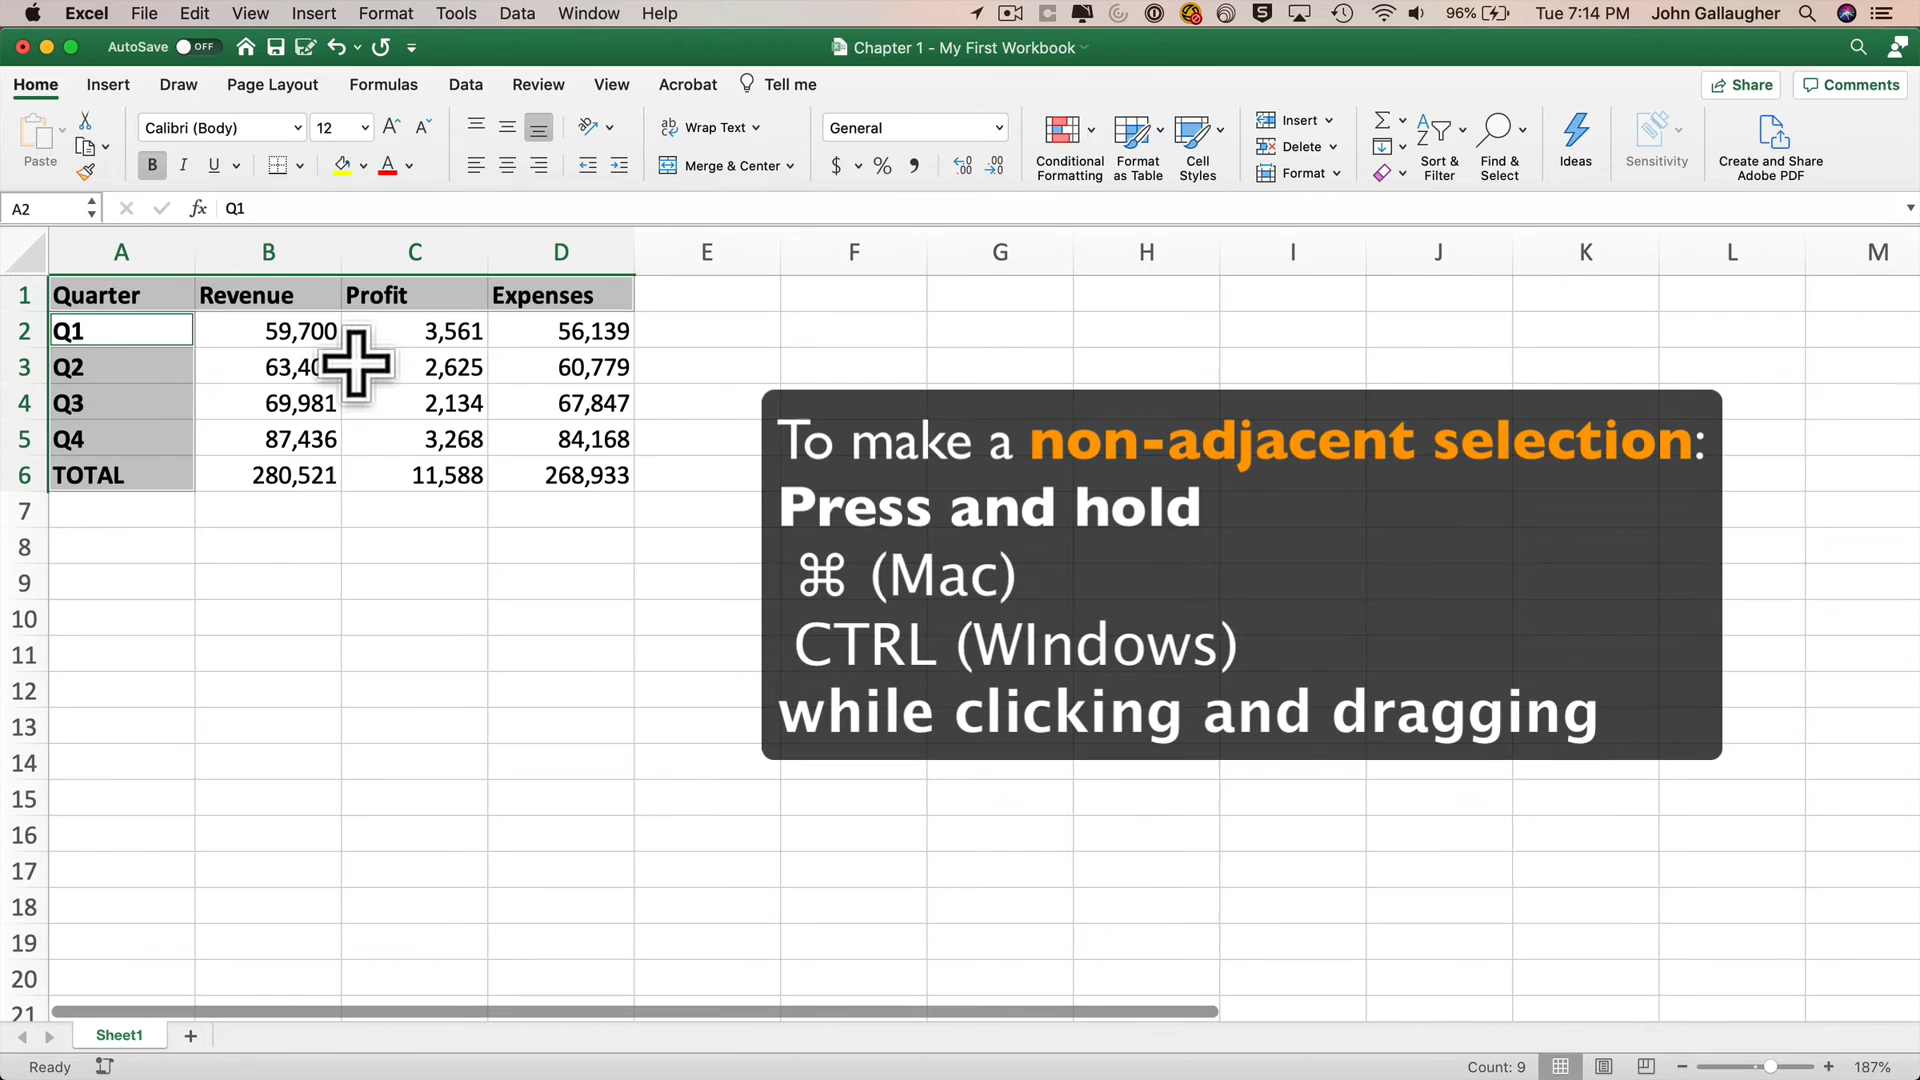 Excel File Edit View Insert Format Tools Data Window Help 96% Tue 7:14 PM John Gallaugher
AutoSave OFF Chapter 1 - My First Workbook
Home Insert Draw Page Layout Formulas Data Review View Acrobat Tell me Share Comments
Paste Calibri (Body) 12 A^ A˅ ab Wrap Text General Conditional Formatting Format as Table Cell Styles Insert Delete Format Sort & Filter Find & Select Ideas Sensitivity Create and Share Adobe PDF
B I U A Merge & Center $ % ,
A2 fx Q1
A B C D E F G H I J K L M
1 Quarter Revenue Profit Expenses
2 Q1 59,700 3,561 56,139
3 Q2 63,40 2,625 60,779
4 Q3 69,981 2,134 67,847
5 Q4 87,436 3,268 84,168
6 TOTAL 280,521 11,588 268,933
7
8
9
10
11
12
13
14
15
16
17
18
19
20
21
To make a non-adjacent selection:
Press and hold
⌘ (Mac)
CTRL (WIndows)
while clicking and dragging
Sheet1 +
Ready Count: 9 − + 187%